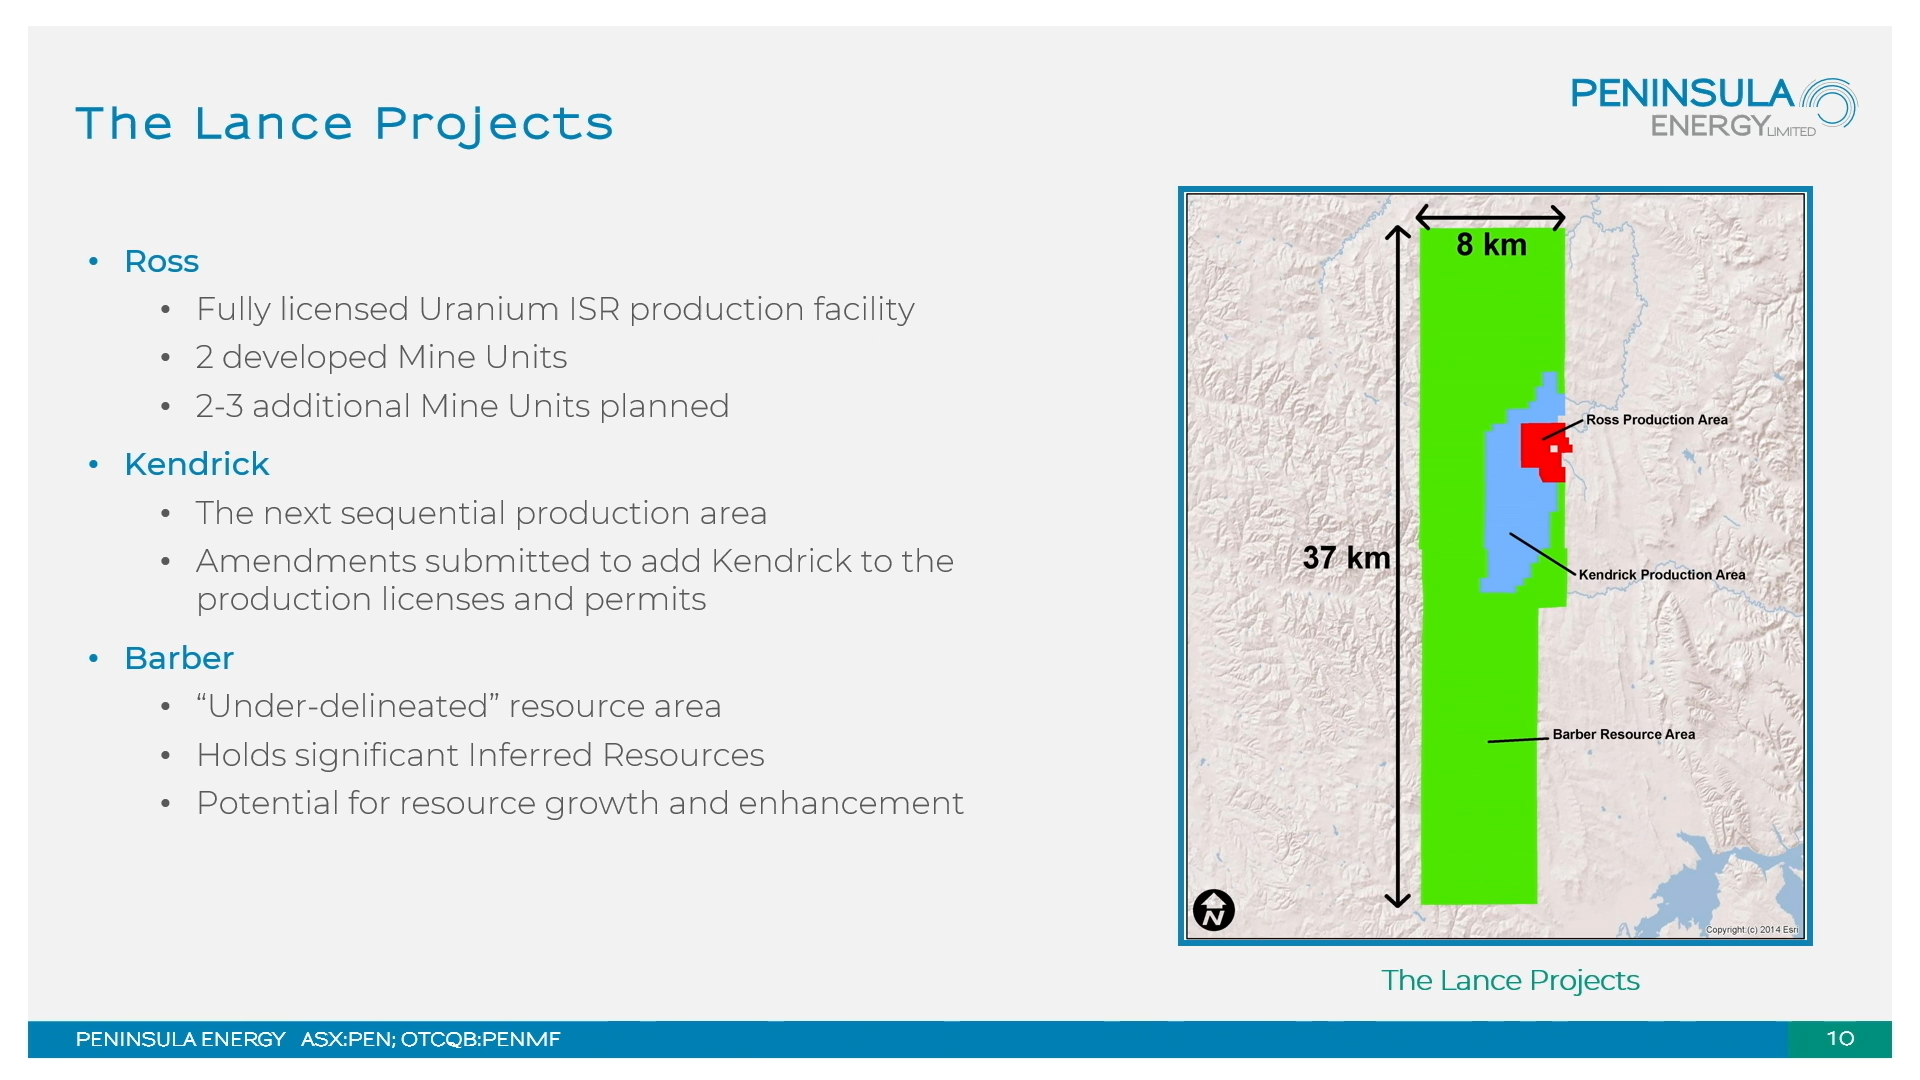 The Lance Projects
PENINSULA
ENERGY LIMITED
• Ross
• Fully licensed Uranium ISR production facility
• 2 developed Mine Units
• 2-3 additional Mine Units planned
• Kendrick
• The next sequential production area
• Amendments submitted to add Kendrick to the
production licenses and permits
• Barber
• “Under-delineated” resource area
• Holds significant Inferred Resources
• Potential for resource growth and enhancement
8 km
Ross Production Area
37 km
Kendrick Production Area
Barber Resource Area
N
Copyright:(c) 2014 Esri
The Lance Projects
PENINSULA ENERGY ASX:PEN; OTCQB:PENMF
10